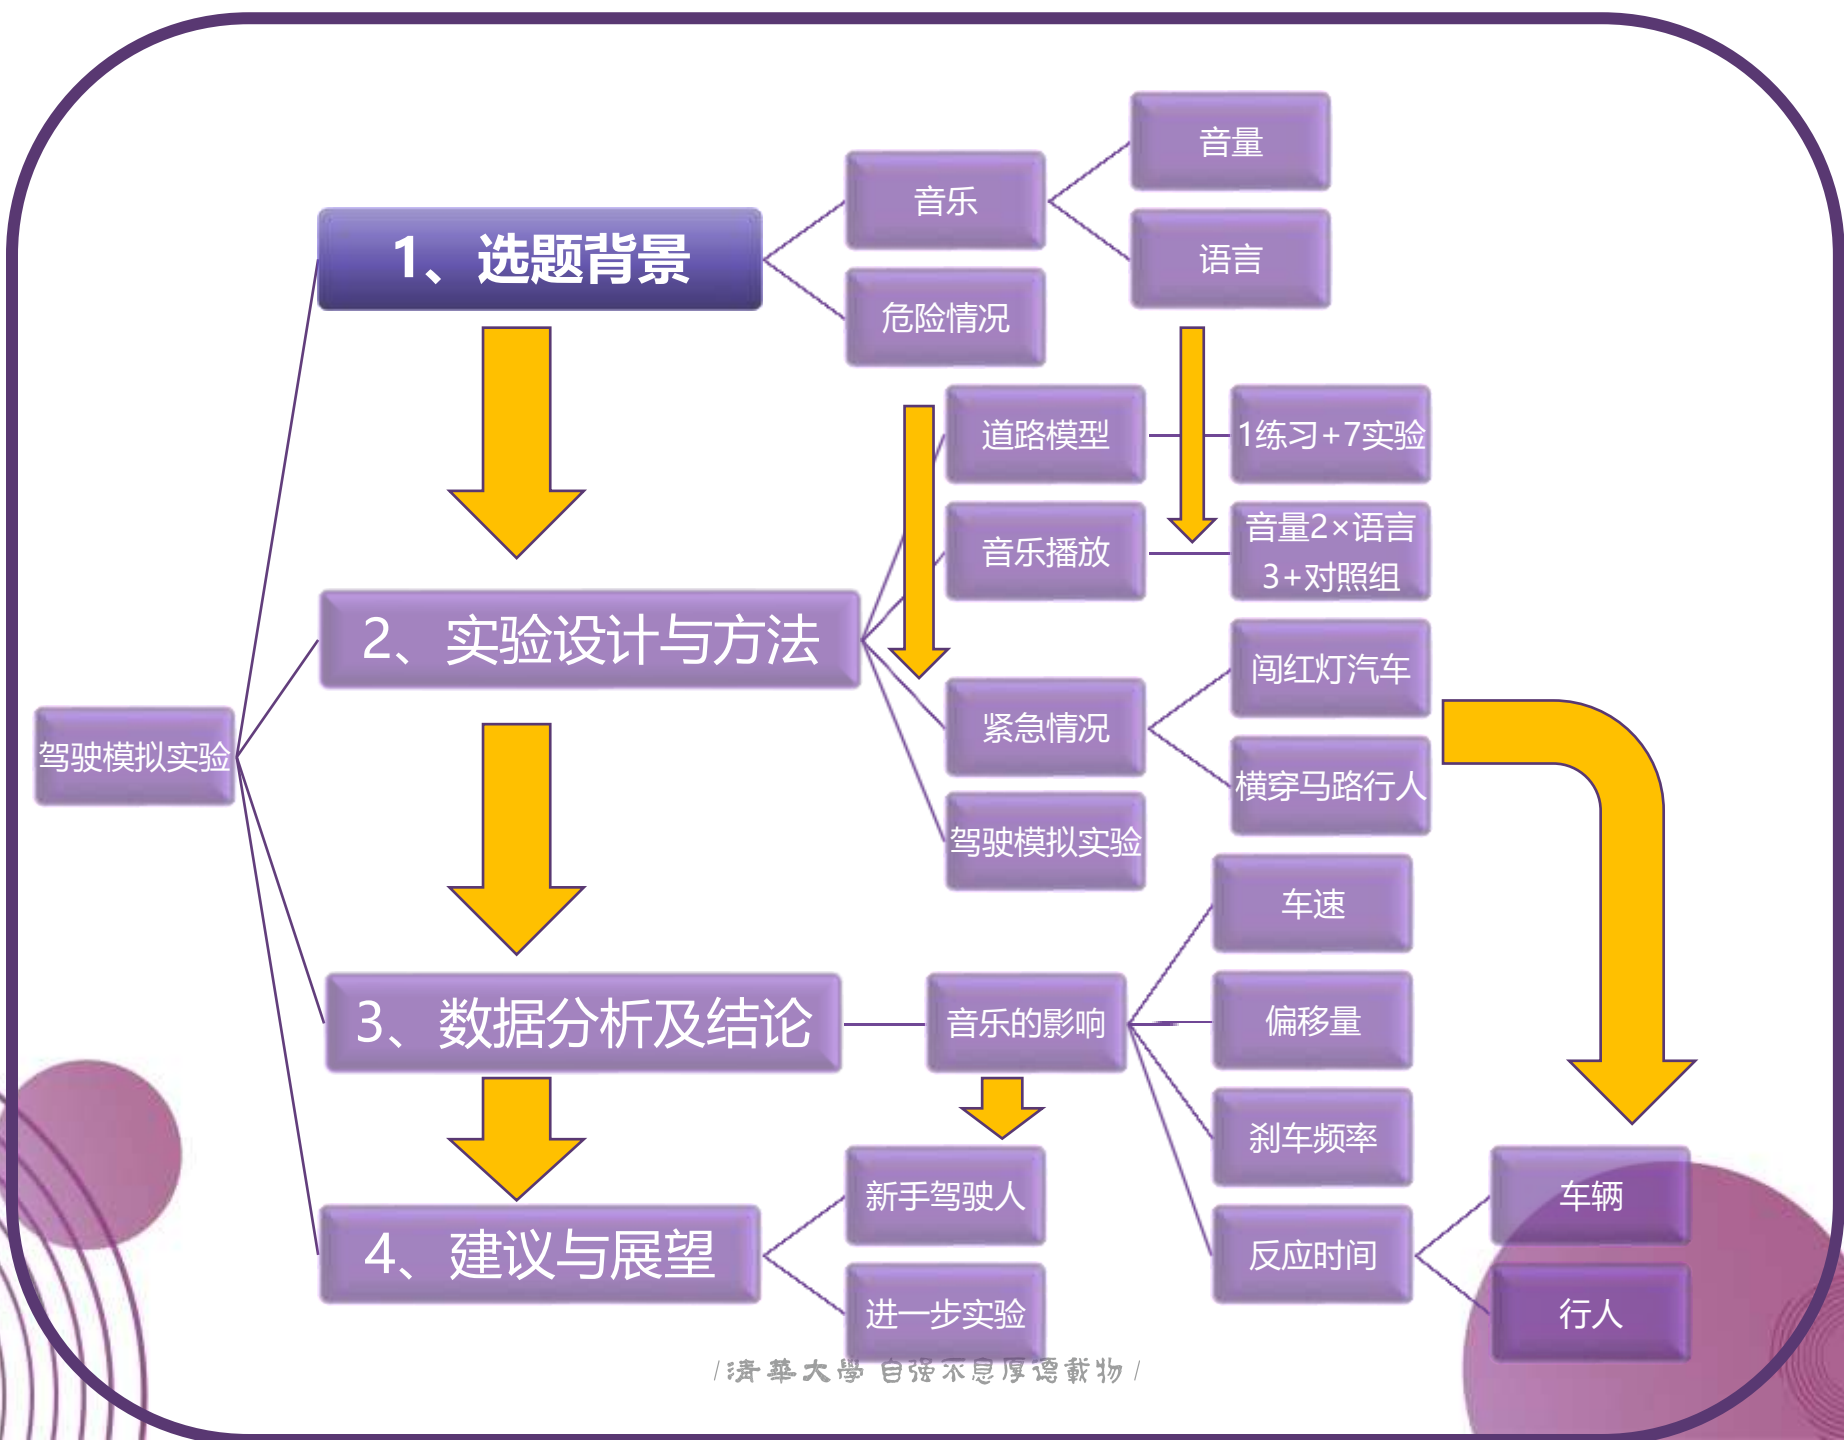 音量
音乐
语言
1、选题背景
危险情况
道路模型
1练习+7实验
音乐播放
音量2×语言
3+对照组
2、实验设计与方法
闯红灯汽车
紧急情况
横穿马路行人
驾驶模拟实验
驾驶模拟实验
车速
3、数据分析及结论
音乐的影响
偏移量
刹车频率
新手驾驶人
车辆
4、建议与展望
反应时间
进一步实验
行人
/清華大學 自强不息厚德載物/